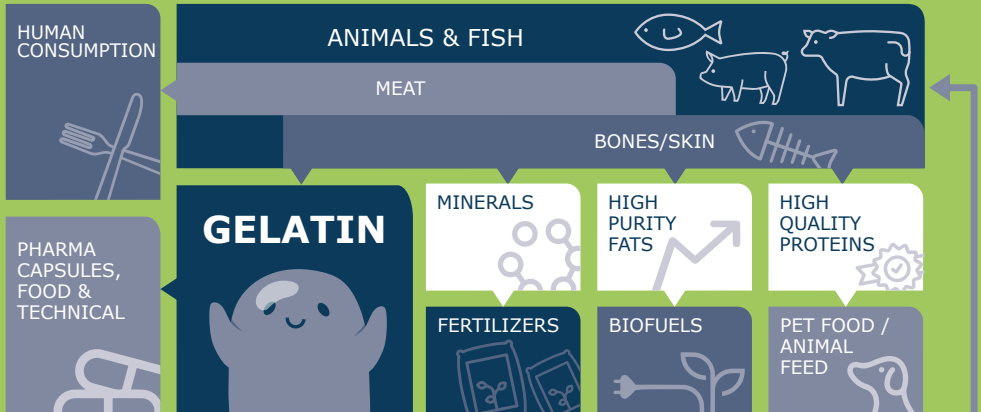 HUMAN
CONSUMPTION
ANIMALS & FISH
MEAT
BONES/SKIN
PHARMA
CAPSULES,
FOOD &
TECHNICAL
GELATIN
MINERALS
HIGH
PURITY
FATS
HIGH
QUALITY
PROTEINS
FERTILIZERS
BIOFUELS
PET FOOD /
ANIMAL
FEED